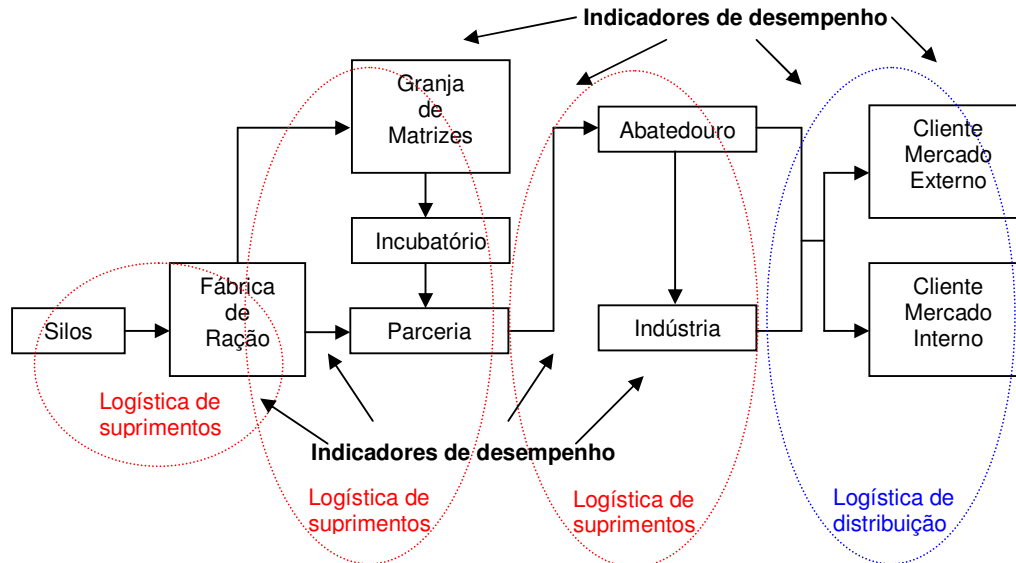 Indicadores de desempenho
Granja
de
Matrizes
Abatedouro
Cliente
Mercado
Externo
Incubatório
Silos
Fábrica
de
Ração
Parceria
Indústria
Cliente
Mercado
Interno
Logística de
suprimentos
Indicadores de desempenho
Logística de
suprimentos
Logística de
suprimentos
Logística de
distribuição